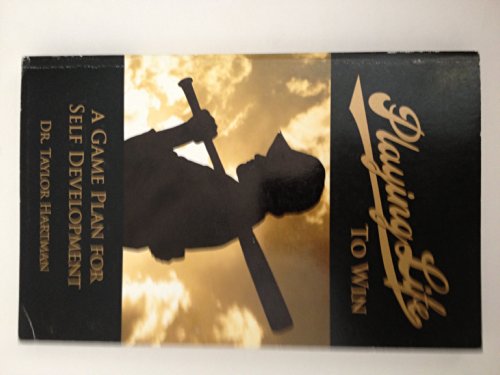 Playing Life
TO WIN
A GAME PLAN FOR
SELF DEVELOPMENT
DR. TAYLOR HARTMAN